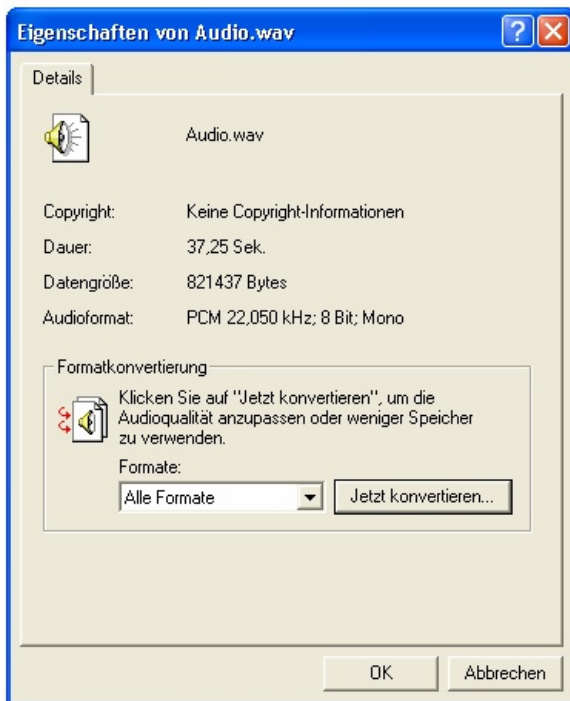 Eigenschaften von Audio.wav
Details
Audio.wav
Copyright: Keine Copyright-Informationen
Dauer: 37,25 Sek.
Datengröße: 821437 Bytes
Audioformat: PCM 22,050 kHz; 8 Bit; Mono
Formatkonvertierung
Klicken Sie auf "Jetzt konvertieren", um die
Audioqualität anzupassen oder weniger Speicher
zu verwenden.
Formate:
Alle Formate Jetzt konvertieren...
OK Abbrechen